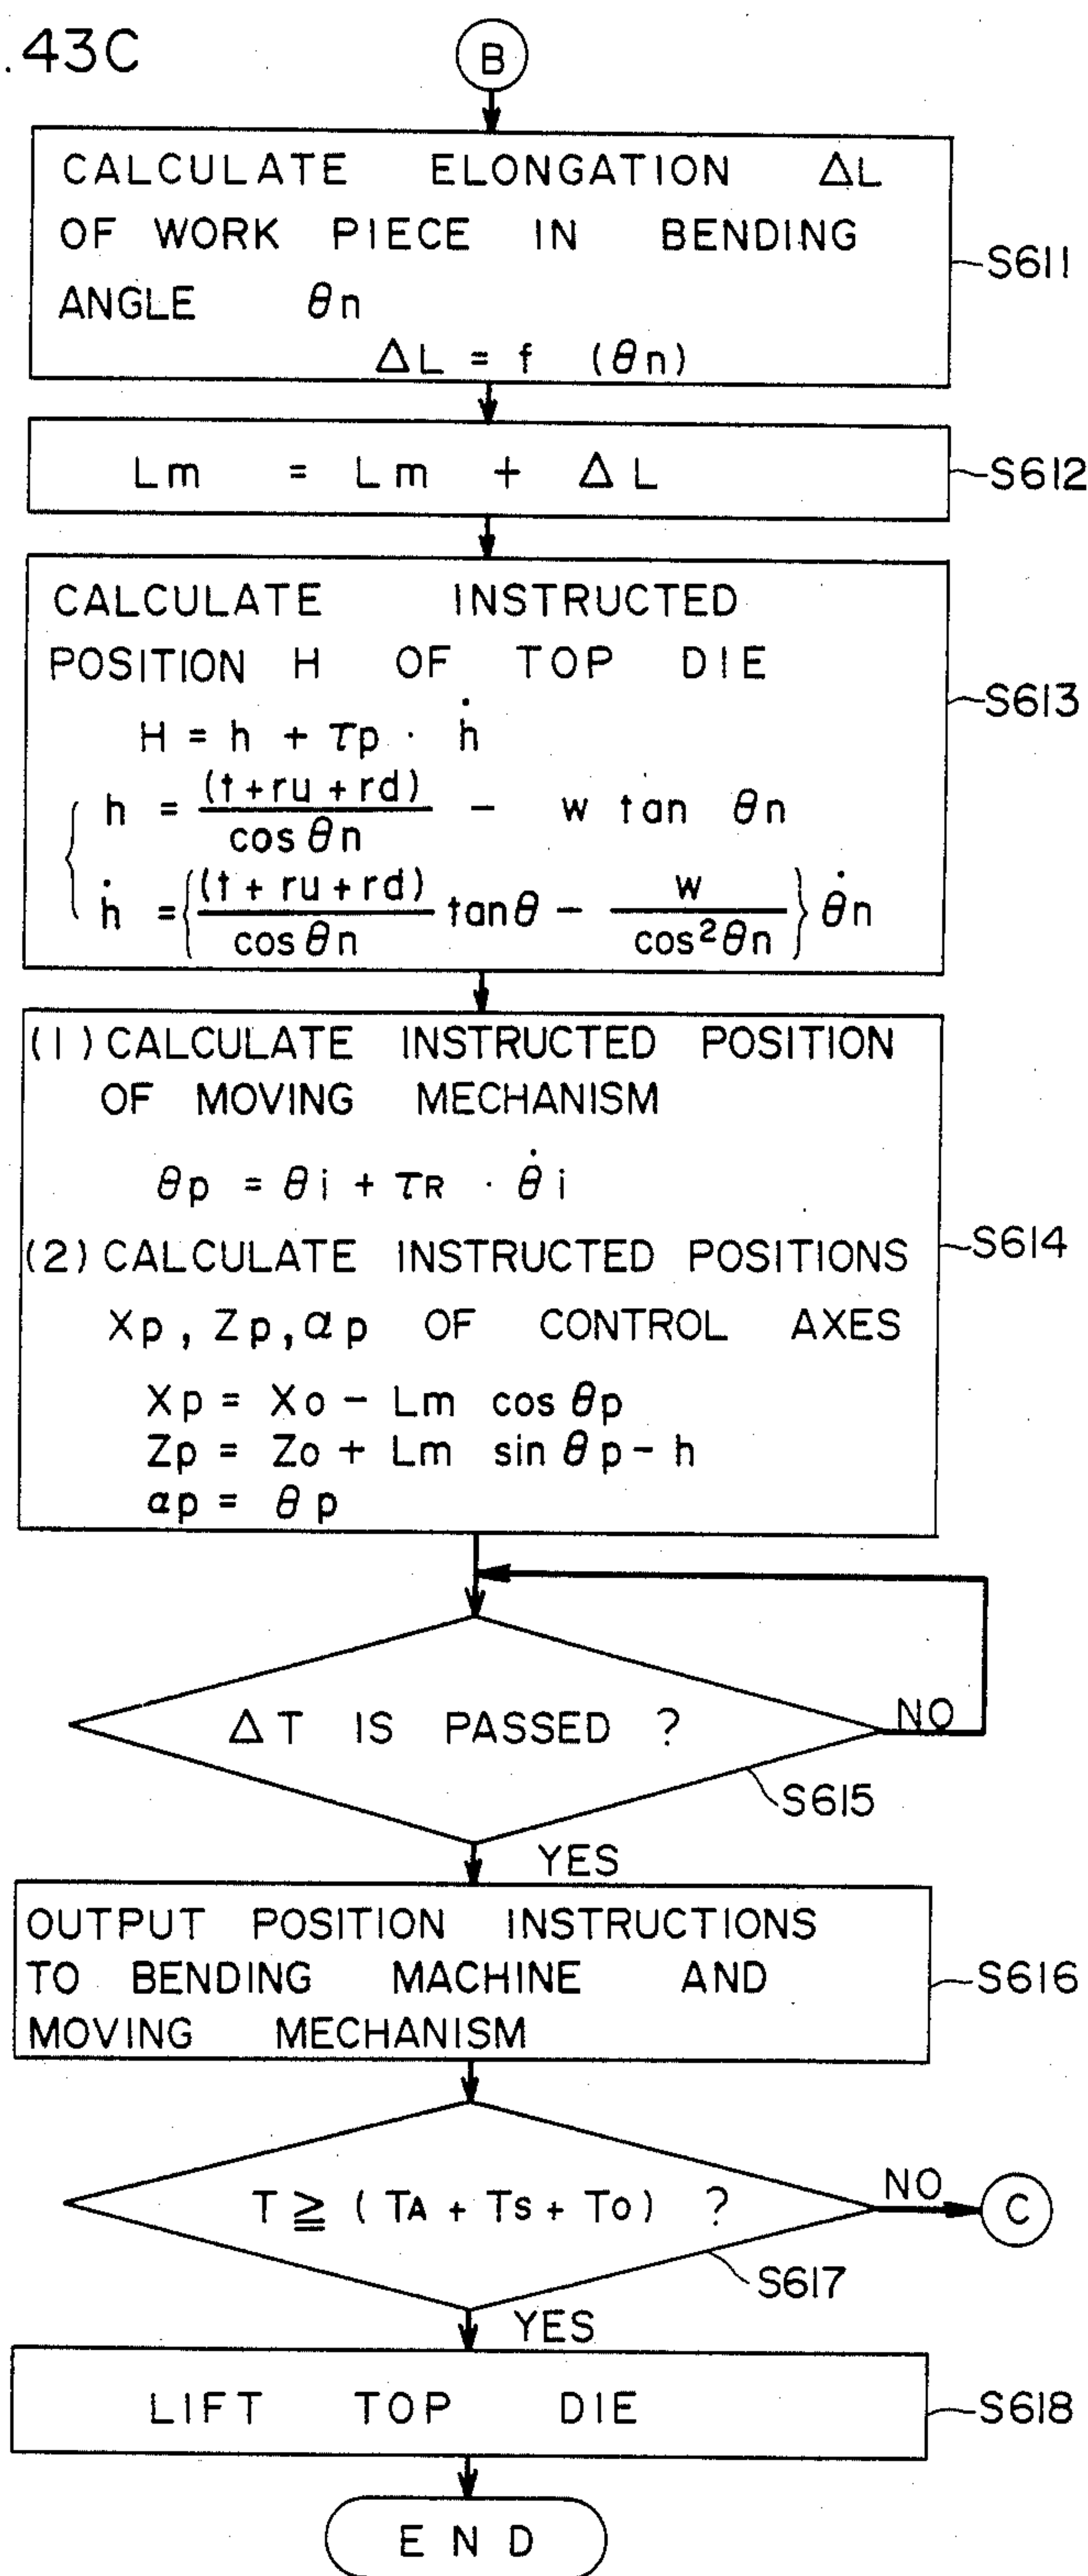 .43C
B
CALCULATE ELONGATION ΔL
OF WORK PIECE IN BENDING
ANGLE θn
ΔL = f (θn)
S611
Lm = Lm + ΔL
S612
CALCULATE INSTRUCTED
POSITION H OF TOP DIE
H = h + τp · ḣ
h = (t+ru+rd)/cos θn - w tan θn
ḣ = {(t+ru+rd)/cos θn tanθ - w/cos²θn} θ̇n
S613
(1) CALCULATE INSTRUCTED POSITION
OF MOVING MECHANISM
θp = θi + τR · θ̇i
(2) CALCULATE INSTRUCTED POSITIONS
Xp, Zp, αp OF CONTROL AXES
Xp = Xo - Lm cos θp
Zp = Zo + Lm sin θp - h
αp = θp
S614
ΔT IS PASSED ?
NO
S615
YES
OUTPUT POSITION INSTRUCTIONS
TO BENDING MACHINE AND
MOVING MECHANISM
S616
T ≧ (TA + TS + TO) ?
NO
C
S617
YES
LIFT TOP DIE
S618
END